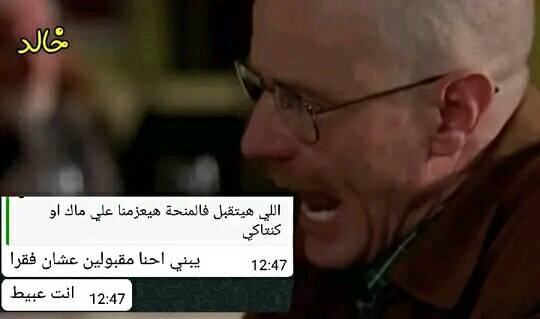 خالد
اللي هيتقبل فالمنحة هيعزمنا علي ماك او
كنتاكي
يبني احنا مقبولين عشان فقرا
12:47
انت عبيط
12:47